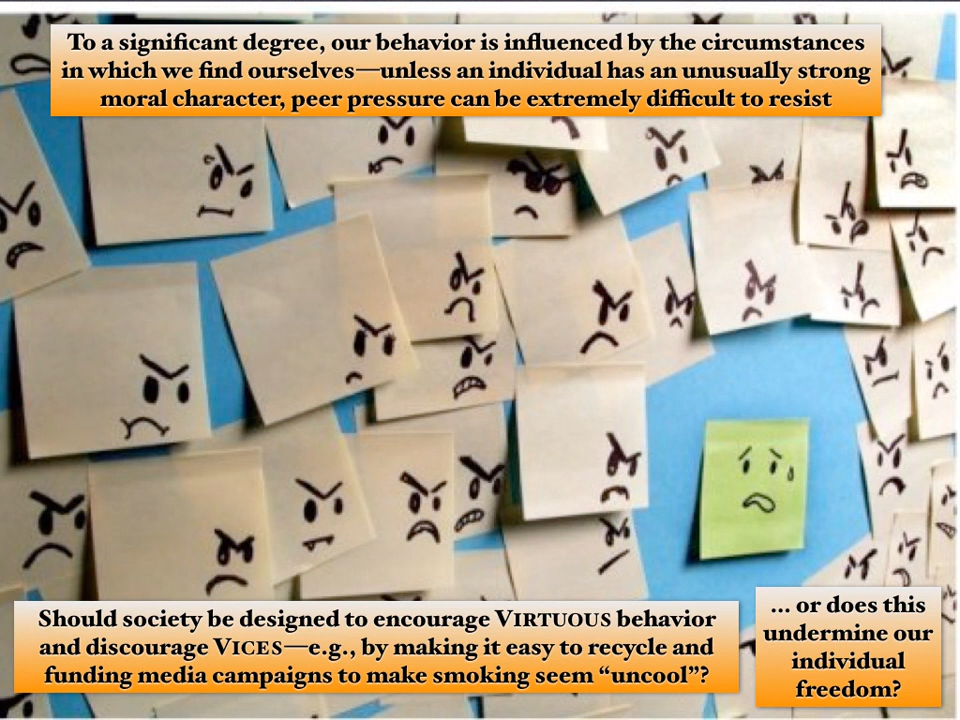 To a significant degree, our behavior is influenced by the circumstances
in which we find ourselves—unless an individual has an unusually strong
moral character, peer pressure can be extremely difficult to resist
Should society be designed to encourage VIRTUOUS behavior
and discourage VICES—e.g., by making it easy to recycle and
funding media campaigns to make smoking seem “uncool”?
... or does this
undermine our
individual
freedom?